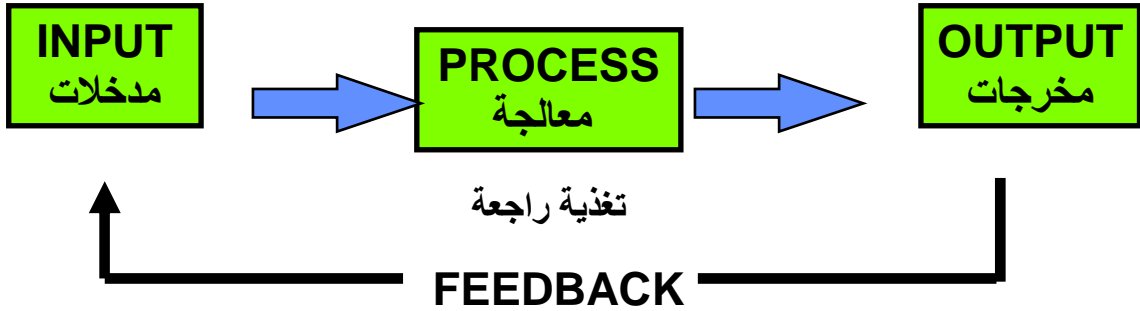 INPUT
مدخلات
PROCESS
معالجة
OUTPUT
مخرجات
تغذية راجعة
FEEDBACK